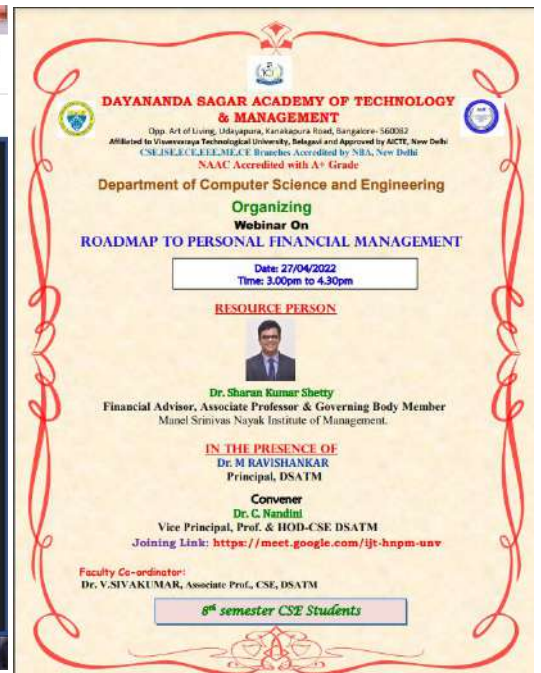 DAYANANDA SAGAR ACADEMY OF TECHNOLOGY
& MANAGEMENT
Opp. Art of Living, Udayapura, Kanakapura Road, Bangalore- 560082
Affiliated to Visvesvaraya Technological University, Belagavi and Approved by AICTE, New Delhi
CSE,ISE,ECE,EEE,ME,CE Branches Accredited by NBA, New Delhi
NAAC Accredited with A+ Grade
Department of Computer Science and Engineering
Organizing
Webinar On
ROADMAP TO PERSONAL FINANCIAL MANAGEMENT
Date: 27/04/2022
Time: 3.00pm to 4.30pm
RESOURCE PERSON
Dr. Sharan Kumar Shetty
Financial Advisor, Associate Professor & Governing Body Member
Manel Srinivas Nayak Institute of Management.
IN THE PRESENCE OF
Dr. M RAVISHANKAR
Principal, DSATM
Convener
Dr. C. Nandini
Vice Principal, Prof. & HOD-CSE DSATM
Joining Link: https://meet.google.com/ijt-hnpm-unv
Faculty Co-ordinator:
Dr. V.SIVAKUMAR, Associate Prof., CSE, DSATM
8th semester CSE Students